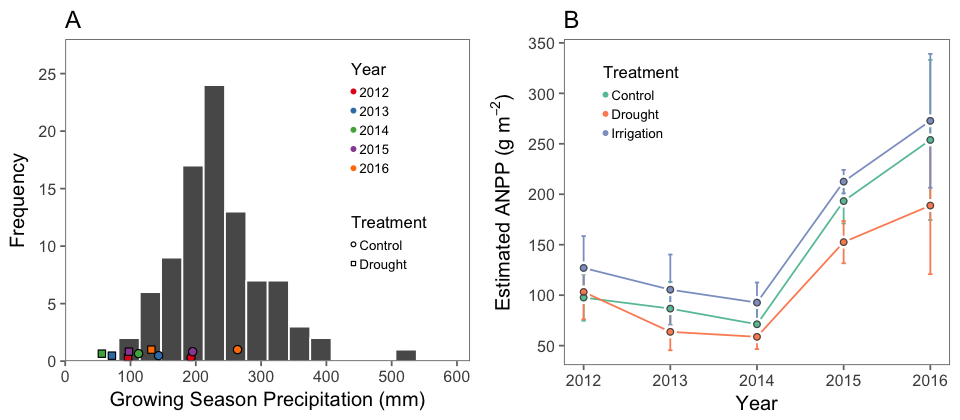 A
Frequency
25
20
15
10
5
0
0 100 200 300 400 500 600
Growing Season Precipitation (mm)
Year
2012
2013
2014
2015
2016
Treatment
Control
Drought
B
Estimated ANPP (g m⁻²)
350
300
250
200
150
100
50
2012 2013 2014 2015 2016
Year
Treatment
Control
Drought
Irrigation